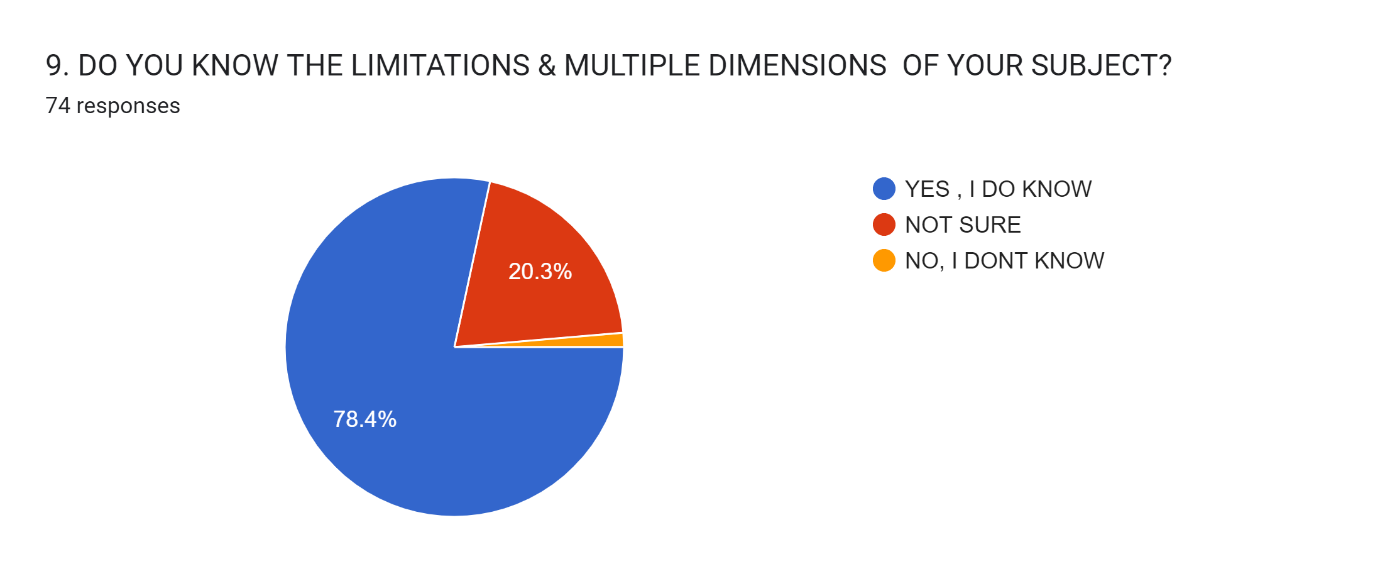 9. DO YOU KNOW THE LIMITATIONS & MULTIPLE DIMENSIONS  OF YOUR SUBJECT?
74 responses
YES , I DO KNOW
NOT SURE
NO, I DONT KNOW
20.3%
78.4%